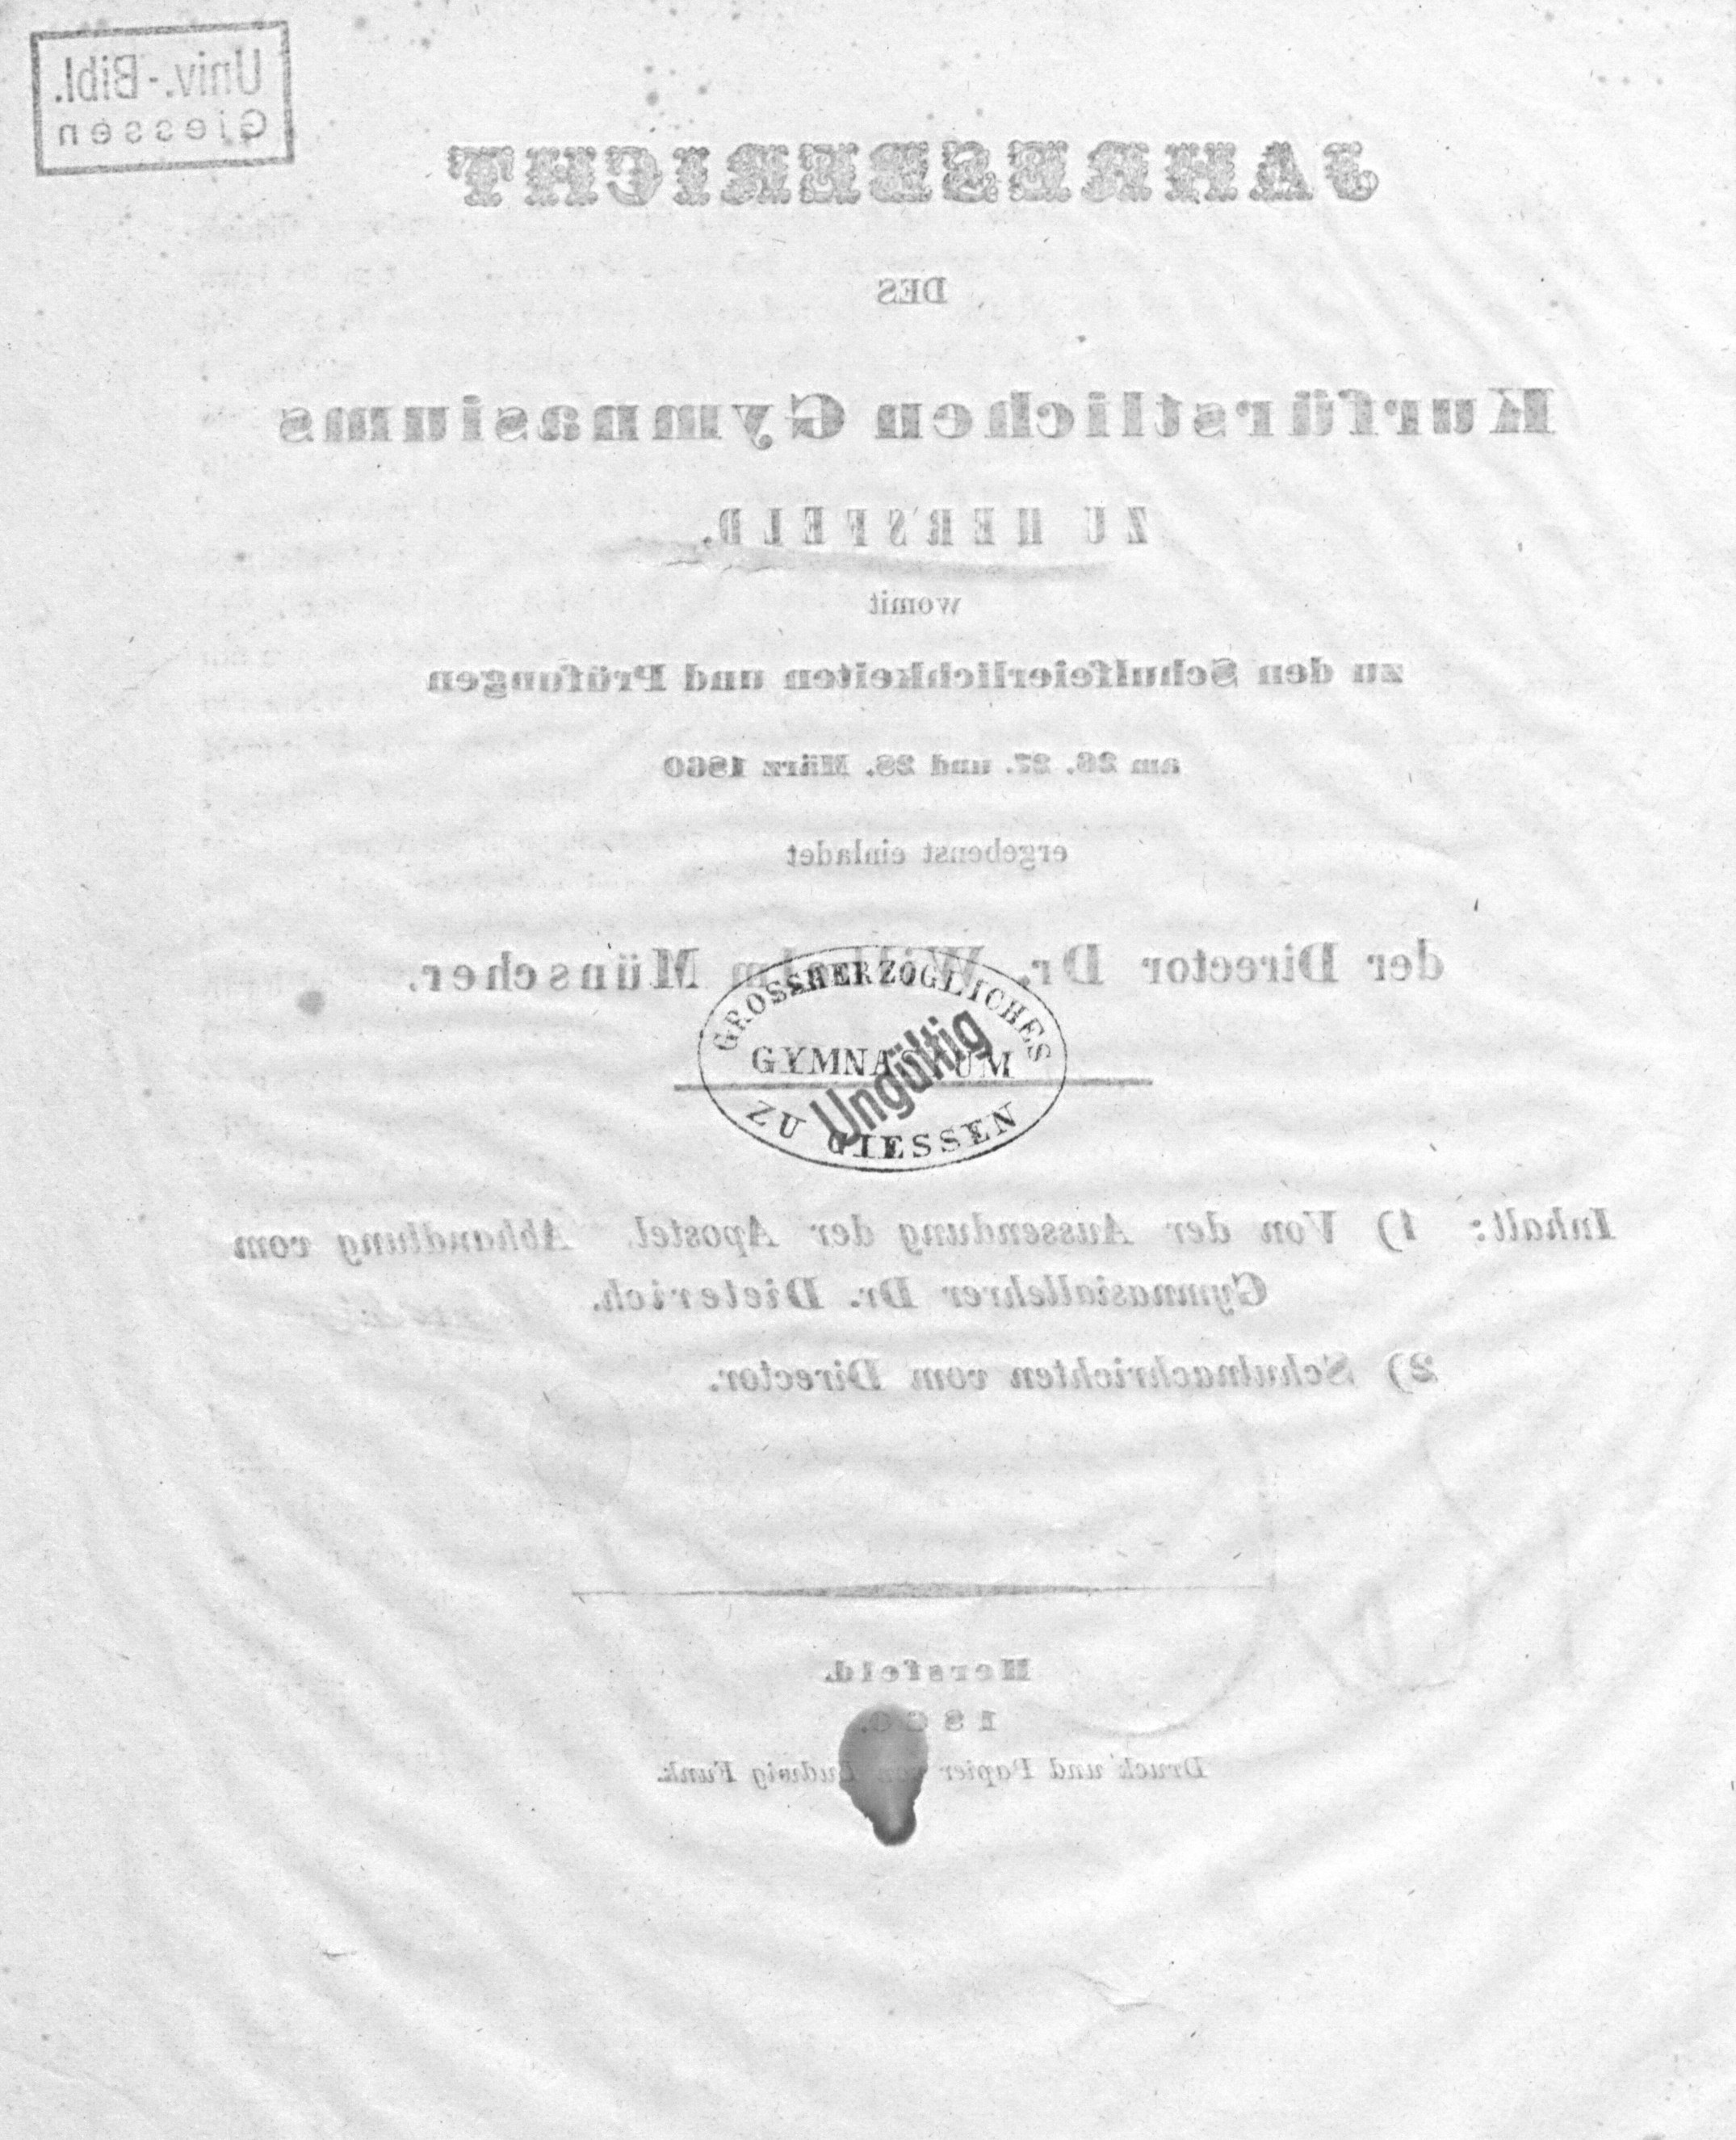 Univ.-Bibl.
Giessen
JAHRESBERICHT
DES
Kurfürstlichen Gymnasiums
ZU HERSFELD,
womit
zu den Schulfeierlichkeiten und Prüfungen
am 26. 27. und 28. März 1860
ergebenst einladet
der Director Dr. Wilhelm Münscher.
GROSSHERZOGLICHES
GYMNASIUM
ZU GIESSEN
Ungültig
Inhalt: 1) Von der Aussendung der Apostel. Abhandlung vom
Gymnasiallehrer Dr. Dieterich.
2) Schulnachrichten vom Director.
Hersfeld.
1860.
Druck und Papier von Ludwig Funk.